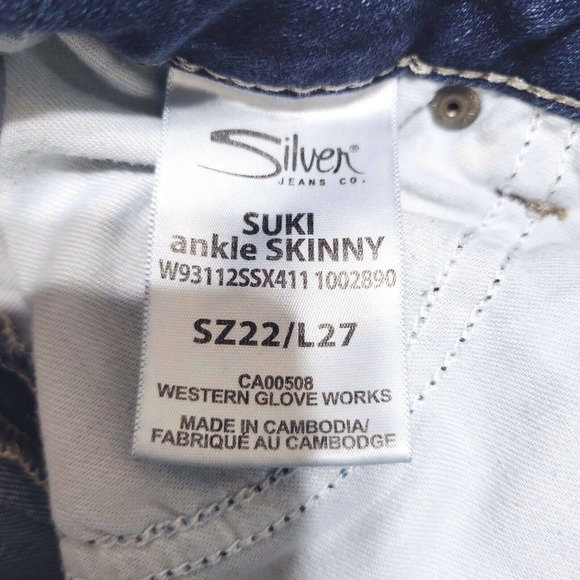 Silver®
JEANS CO.
SUKI
ankle SKINNY
W93112SSX411 1002890
SZ22/L27
CA00508
WESTERN GLOVE WORKS
MADE IN CAMBODIA/
FABRIQUÉ AU CAMBODGE